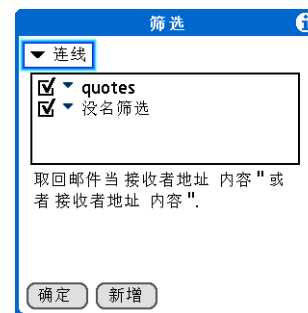 筛选
连线
quotes
没名筛选
取回邮件当 接收者地址 内容 " 或
者 接收者地址 内容 ".
确定 新增